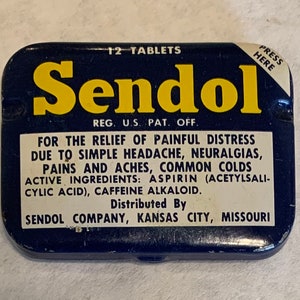 12 TABLETS
PRESS
HERE
Sendol
REG. U.S. PAT. OFF.
FOR THE RELIEF OF PAINFUL DISTRESS
DUE TO SIMPLE HEADACHE, NEURALGIAS,
PAINS AND ACHES, COMMON COLDS
ACTIVE INGREDIENTS: ASPIRIN (ACETYLSALI-
CYLIC ACID), CAFFEINE ALKALOID.
Distributed By
SENDOL COMPANY, KANSAS CITY, MISSOURI